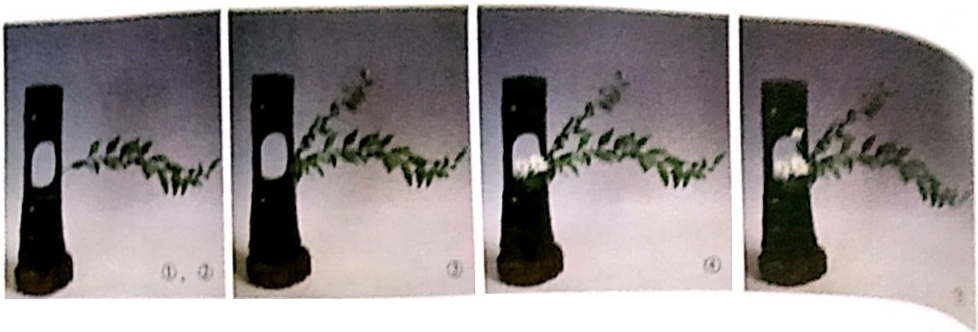 ①、②
③
④